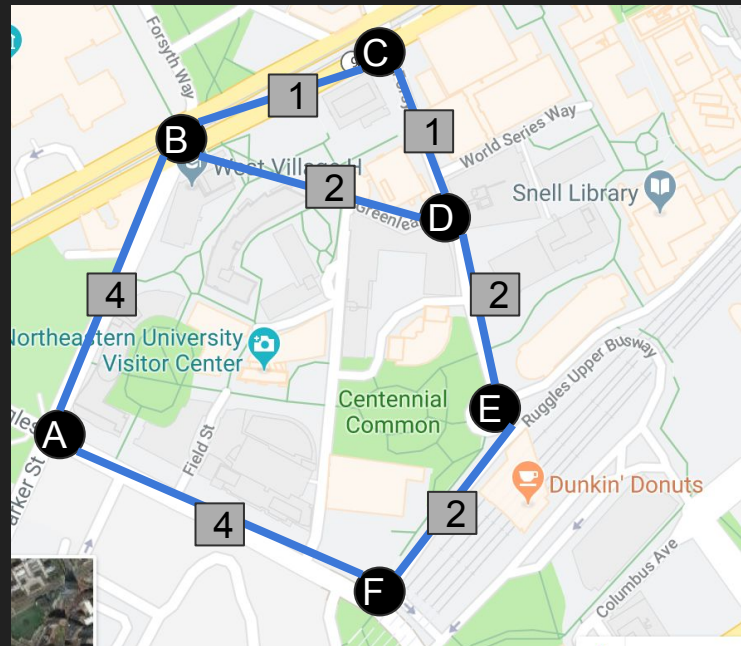 Forsyth Way
C
1
B
1
West Village H
World Series Way
2
Snell Library
D
Greenlea
4
2
Northeastern University
Visitor Center
Centennial
Common
Ruggles Upper Busway
E
A
Field St
Dunkin' Donuts
2
4
Columbus Ave
F